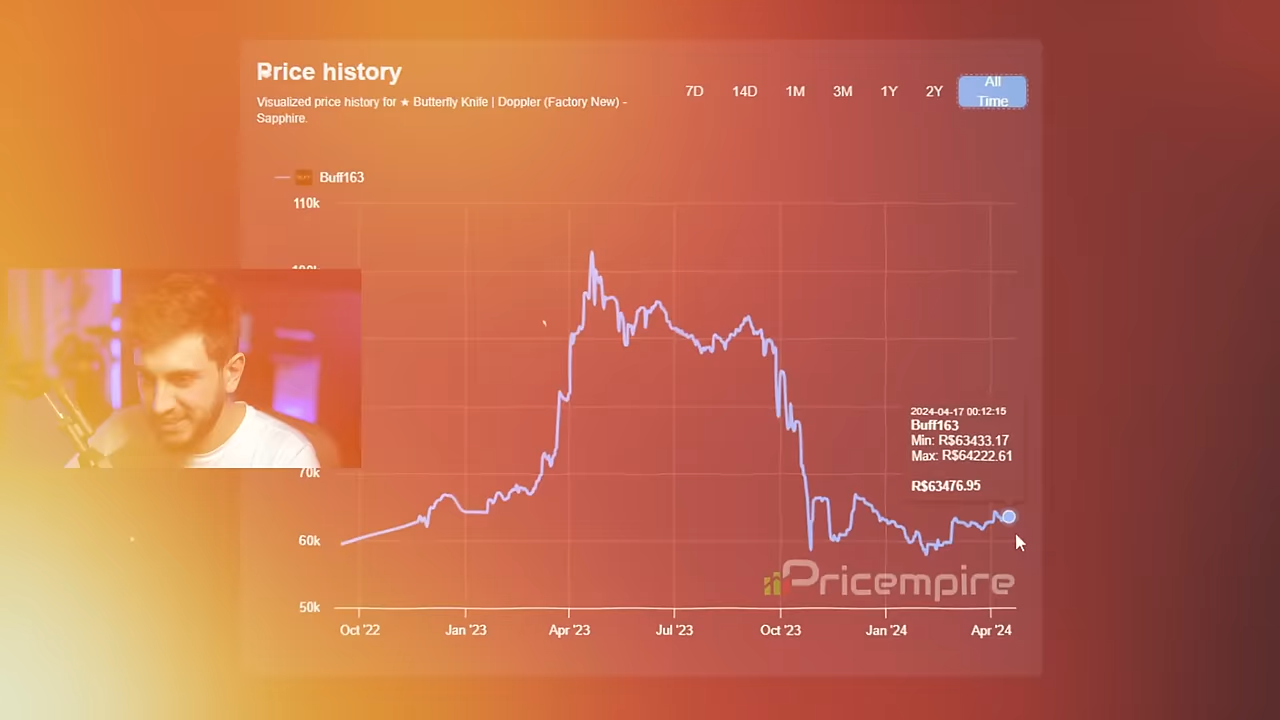 Price history
7D 14D 1M 3M 1Y 2Y All
Time
Visualized price history for ★ Butterfly Knife | Doppler (Factory New) -
Sapphire.
Buff163
110k
70k
60k
50k
2024-04-17 00:12:15
Buff163
Min: R$63433.17
Max: R$64222.61
R$63476.95
Pricempire
Oct '22 Jan '23 Apr '23 Jul '23 Oct '23 Jan '24 Apr '24